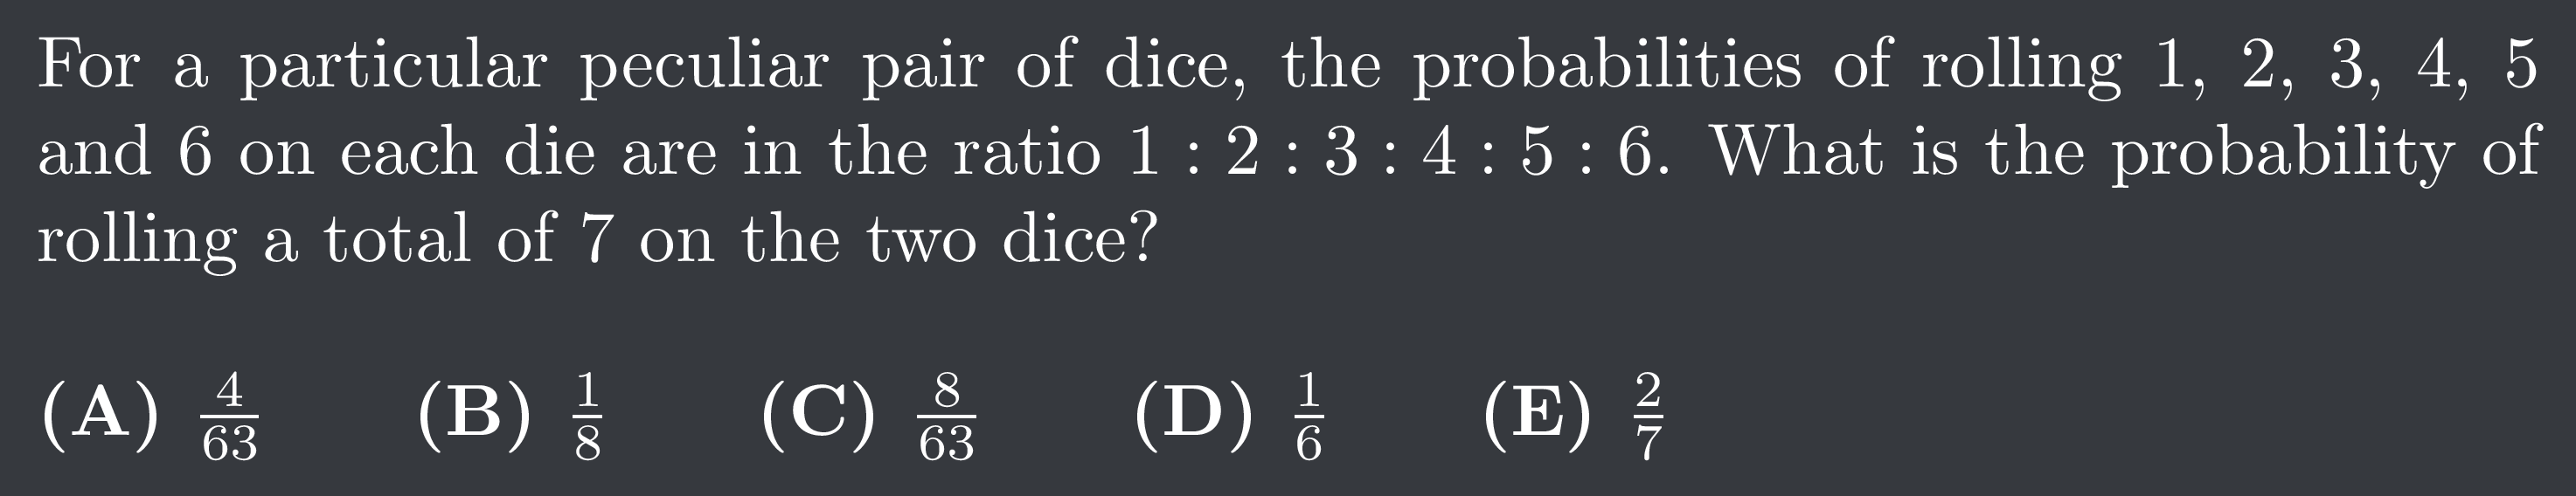 For a particular peculiar pair of dice, the probabilities of rolling 1, 2, 3, 4, 5
and 6 on each die are in the ratio 1 : 2 : 3 : 4 : 5 : 6. What is the probability of
rolling a total of 7 on the two dice?
(A) 4/63 (B) 1/8 (C) 8/63 (D) 1/6 (E) 2/7